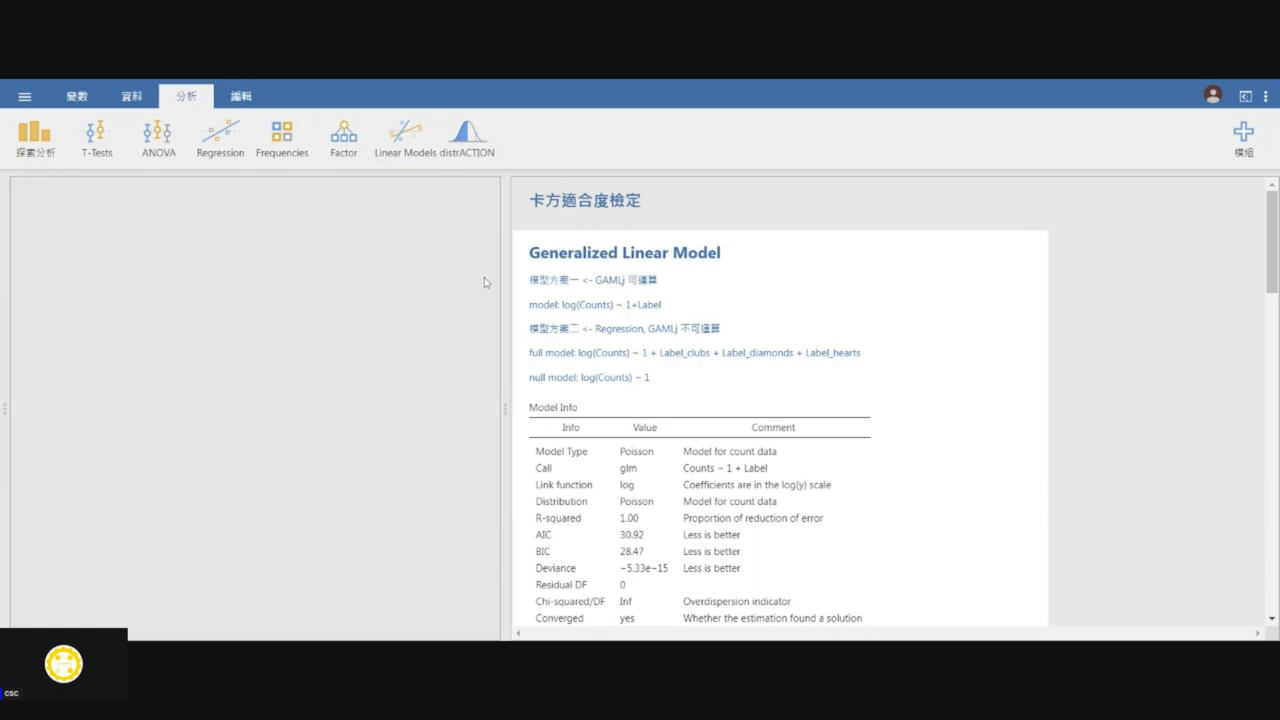 變數 資料 分析 編輯
探索分析 T-Tests ANOVA Regression Frequencies Factor Linear Models distrACTION 模組
卡方適合度檢定
Generalized Linear Model
模型方案一 <- GAMLj 可運算
model: log(Counts) ~ 1+Label
模型方案二 <- Regression, GAMLj 不可運算
full model: log(Counts) ~ 1 + Label_clubs + Label_diamonds + Label_hearts
null model: log(Counts) ~ 1
Model Info
Info Value Comment
Model Type Poisson Model for count data
Call glm Counts ~ 1 + Label
Link function log Coefficients are in the log(y) scale
Distribution Poisson Model for count data
R-squared 1.00 Proportion of reduction of error
AIC 30.92 Less is better
BIC 28.47 Less is better
Deviance −5.33e−15 Less is better
Residual DF 0
Chi-squared/DF Inf Overdispersion indicator
Converged yes Whether the estimation found a solution
csc